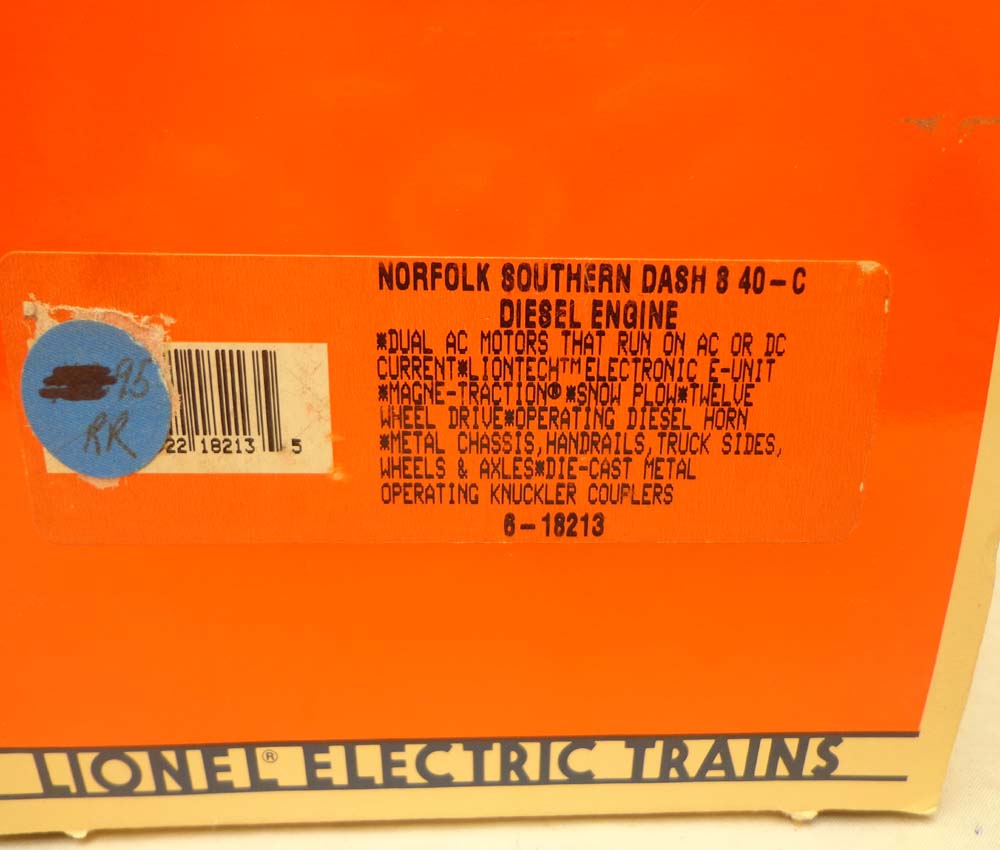 NORFOLK SOUTHERN DASH 8 40-C
DIESEL ENGINE
*DUAL AC MOTORS THAT RUN ON AC OR DC
CURRENT*LIONTECH™ELECTRONIC E-UNIT
*MAGNE-TRACTION® *SNOW PLOW*TWELVE
WHEEL DRIVE*OPERATING DIESEL HORN
*METAL CHASSIS,HANDRAILS,TRUCK SIDES,
WHEELS & AXLES*DIE-CAST METAL
OPERATING KNUCKLER COUPLERS
6-18213
95
RR
22 18213 5
LIONEL® ELECTRIC TRAINS